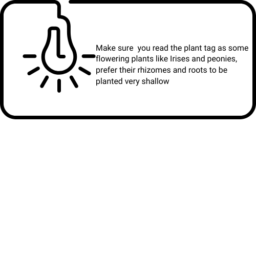 Make sure  you read the plant tag as some
flowering plants like Irises and peonies,
prefer their rhizomes and roots to be
planted very shallow